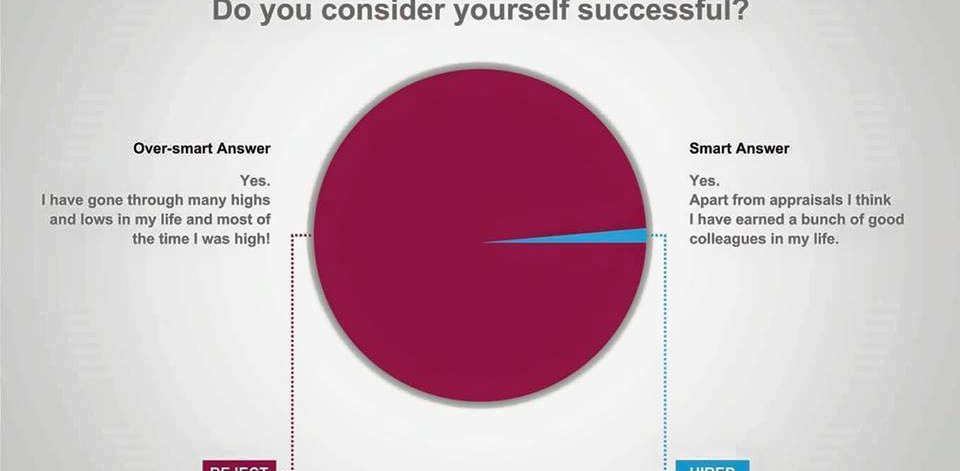 Do you consider yourself successful?
Over-smart Answer
Yes.
I have gone through many highs
and lows in my life and most of
the time I was high!
Smart Answer
Yes.
Apart from appraisals I think
I have earned a bunch of good
colleagues in my life.
REJECT
HIRED